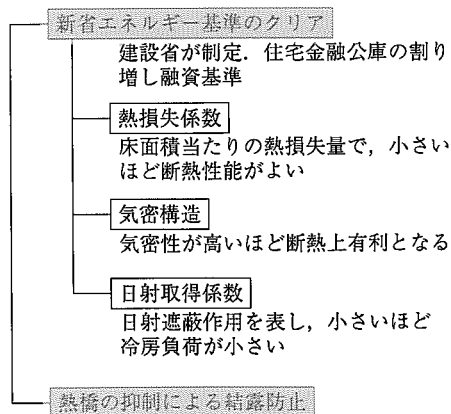 新省エネルギー基準のクリア
建設省が制定．住宅金融公庫の割り
増し融資基準
熱損失係数
床面積当たりの熱損失量で，小さい
ほど断熱性能がよい
気密構造
気密性が高いほど断熱上有利となる
日射取得係数
日射遮蔽作用を表し，小さいほど
冷房負荷が小さい
熱橋の抑制による結露防止